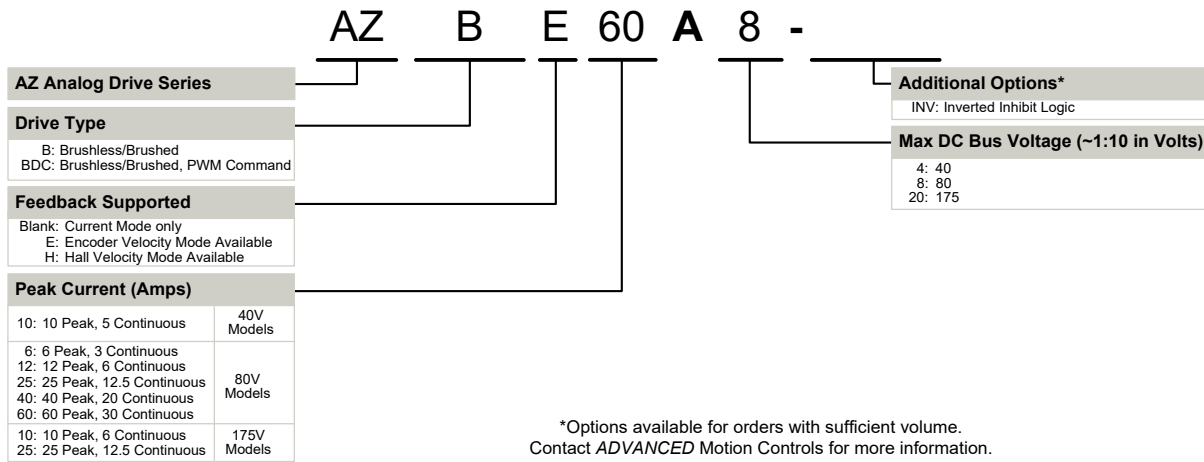 AZ B E 60 A 8 -
AZ Analog Drive Series
Drive Type
B: Brushless/Brushed
BDC: Brushless/Brushed, PWM Command
Feedback Supported
Blank: Current Mode only
E: Encoder Velocity Mode Available
H: Hall Velocity Mode Available
Peak Current (Amps)
10: 10 Peak, 5 Continuous
40V
Models
6: 6 Peak, 3 Continuous
12: 12 Peak, 6 Continuous
25: 25 Peak, 12.5 Continuous
40: 40 Peak, 20 Continuous
60: 60 Peak, 30 Continuous
80V
Models
10: 10 Peak, 6 Continuous
25: 25 Peak, 12.5 Continuous
175V
Models
Additional Options*
INV: Inverted Inhibit Logic
Max DC Bus Voltage (~1:10 in Volts)
4: 40
8: 80
20: 175
*Options available for orders with sufficient volume.
Contact ADVANCED Motion Controls for more information.